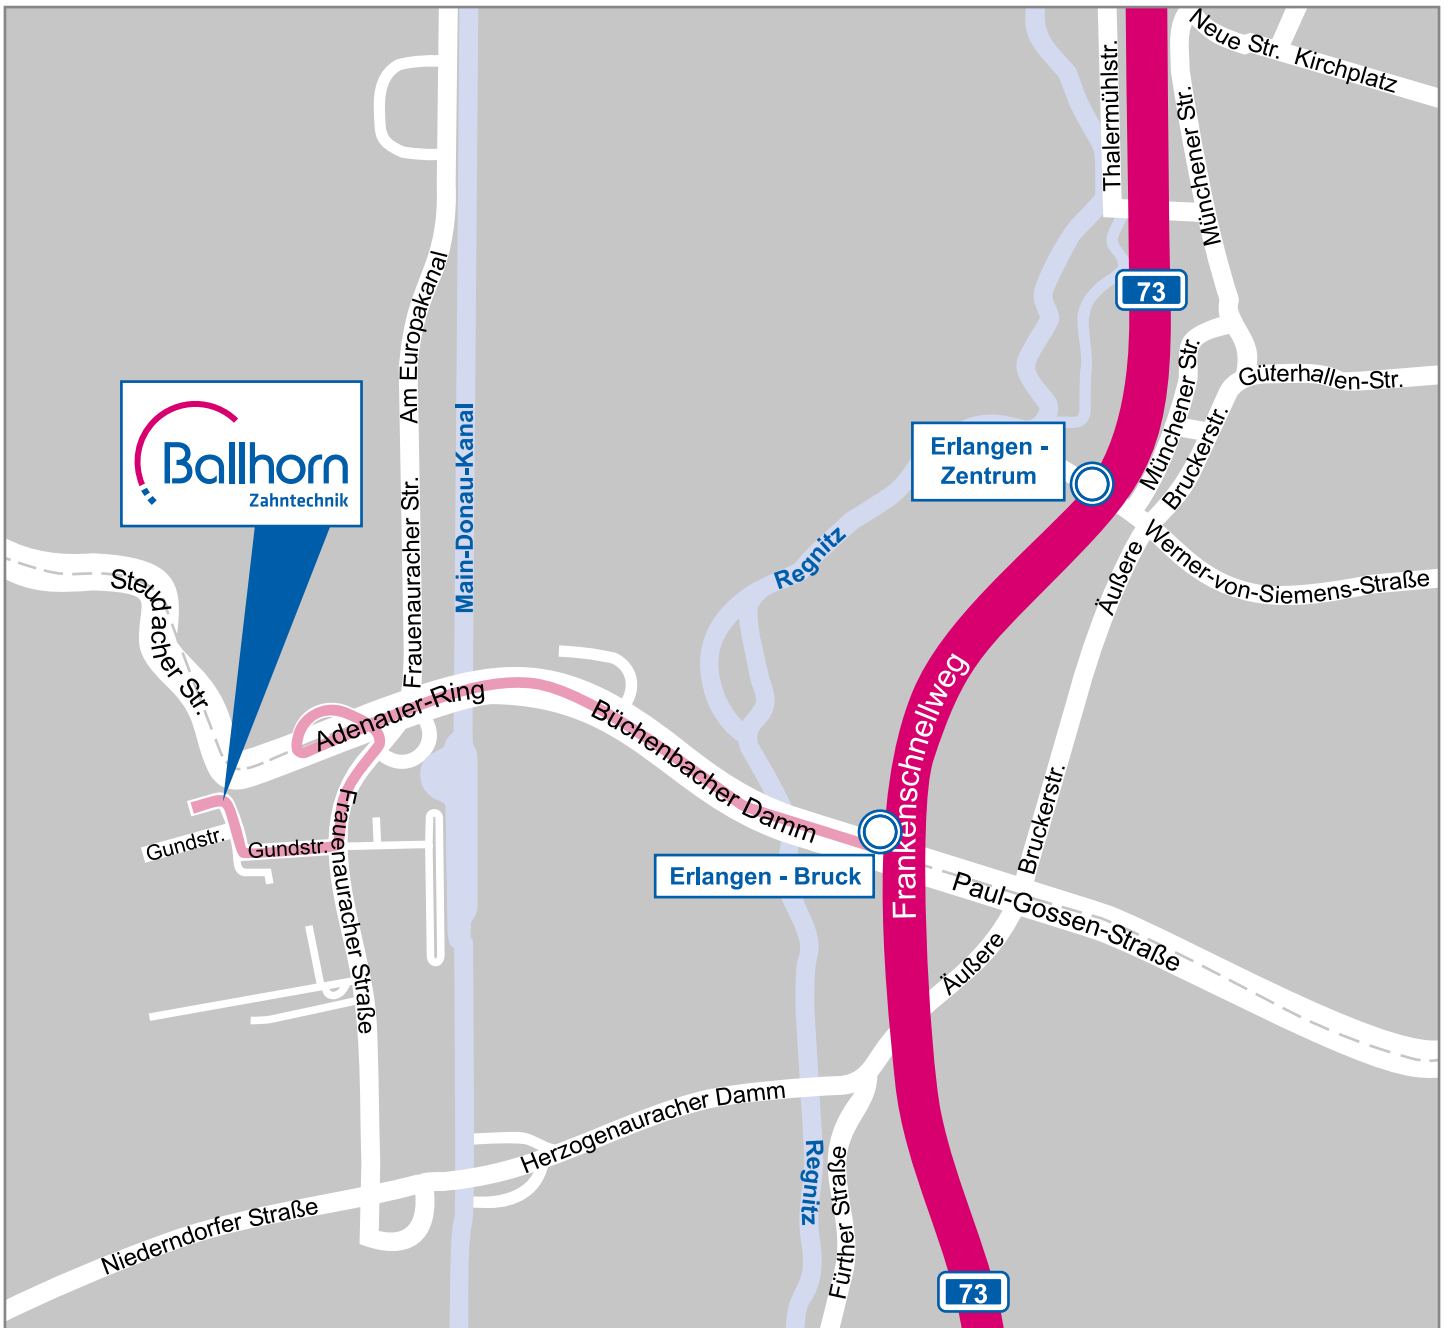 Neue Str.
Kirchplatz
Thalermühlstr.
Münchener Str.
73
Am Europakanal
Münchener Str.
Güterhallen-Str.
Ballhorn
Zahntechnik
Main-Donau-Kanal
Erlangen -
Zentrum
Bruckerstr.
Frauenauracher Str.
Regnitz
Äußere
Werner-von-Siemens-Straße
Steudacher Str.
Adenauer-Ring
Büchenbacher Damm
Frankenschnellweg
Bruckerstr.
Gundstr.
Gundstr.
Frauenauracher Straße
Erlangen - Bruck
Paul-Gossen-Straße
Äußere
Herzogenauracher Damm
Regnitz
Fürther Straße
Niederndorfer Straße
73